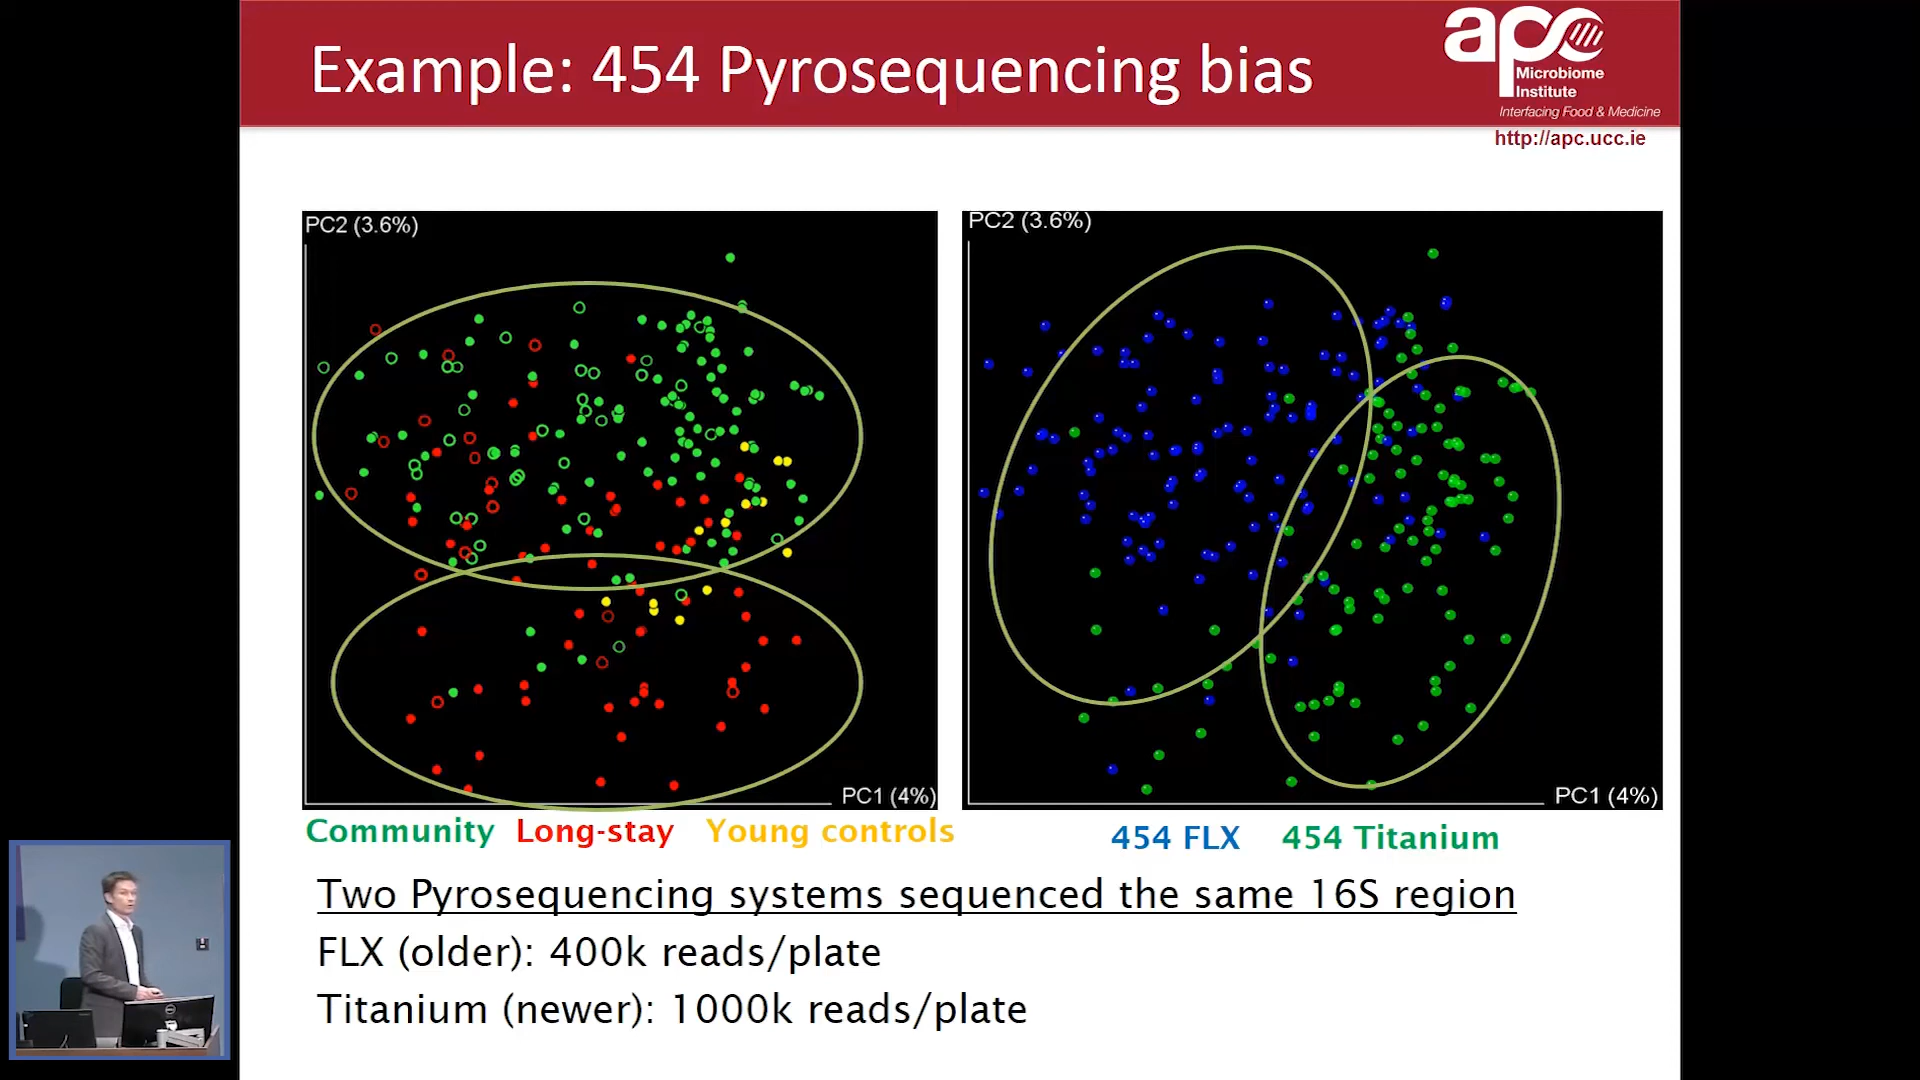 Example: 454 Pyrosequencing bias
apc
Microbiome
Institute
Interfacing Food & Medicine
http://apc.ucc.ie
PC2 (3.6%)
PC1 (4%)
Community Long-stay Young controls
PC2 (3.6%)
PC1 (4%)
454 FLX 454 Titanium
Two Pyrosequencing systems sequenced the same 16S region
FLX (older): 400k reads/plate
Titanium (newer): 1000k reads/plate